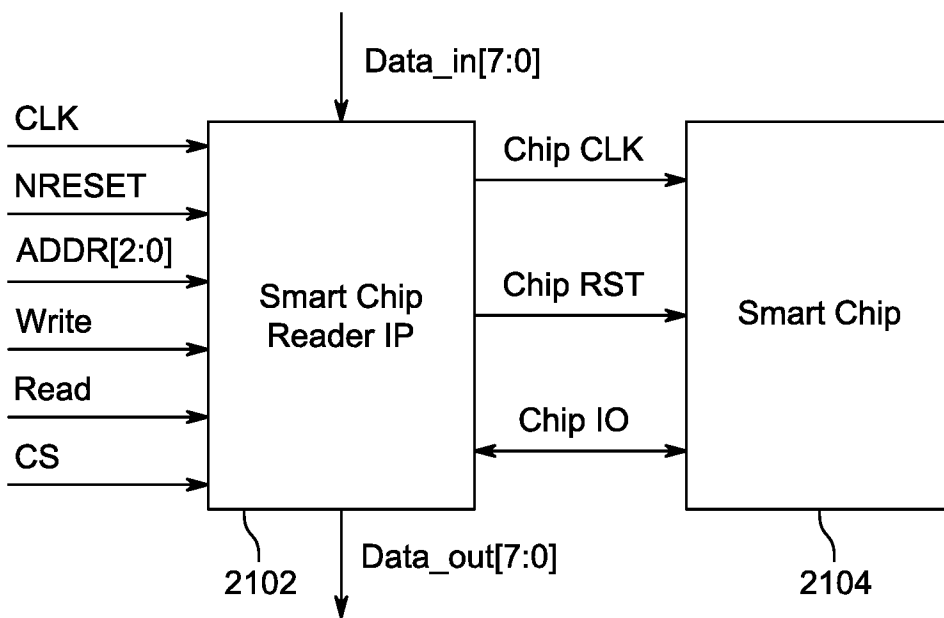 Data_in[7:0]
CLK
NRESET
ADDR[2:0]
Write
Read
CS
Smart Chip
Reader IP
Chip CLK
Chip RST
Chip IO
Smart Chip
2102
Data_out[7:0]
2104